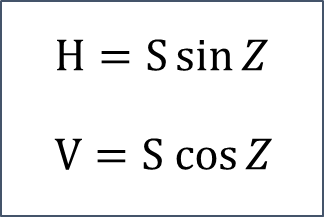 H = S sin Z
V = S cos Z